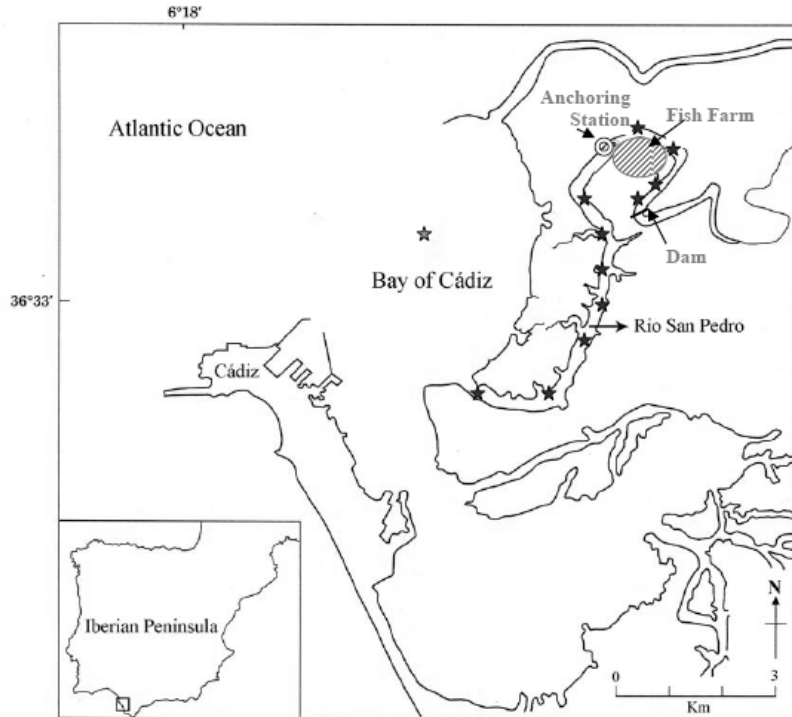 6°18'
Atlantic Ocean
Anchoring
Station
Fish Farm
Bay of Cádiz
Dam
36°33'
Rio San Pedro
Cádiz
Iberian Peninsula
N
0 3
Km